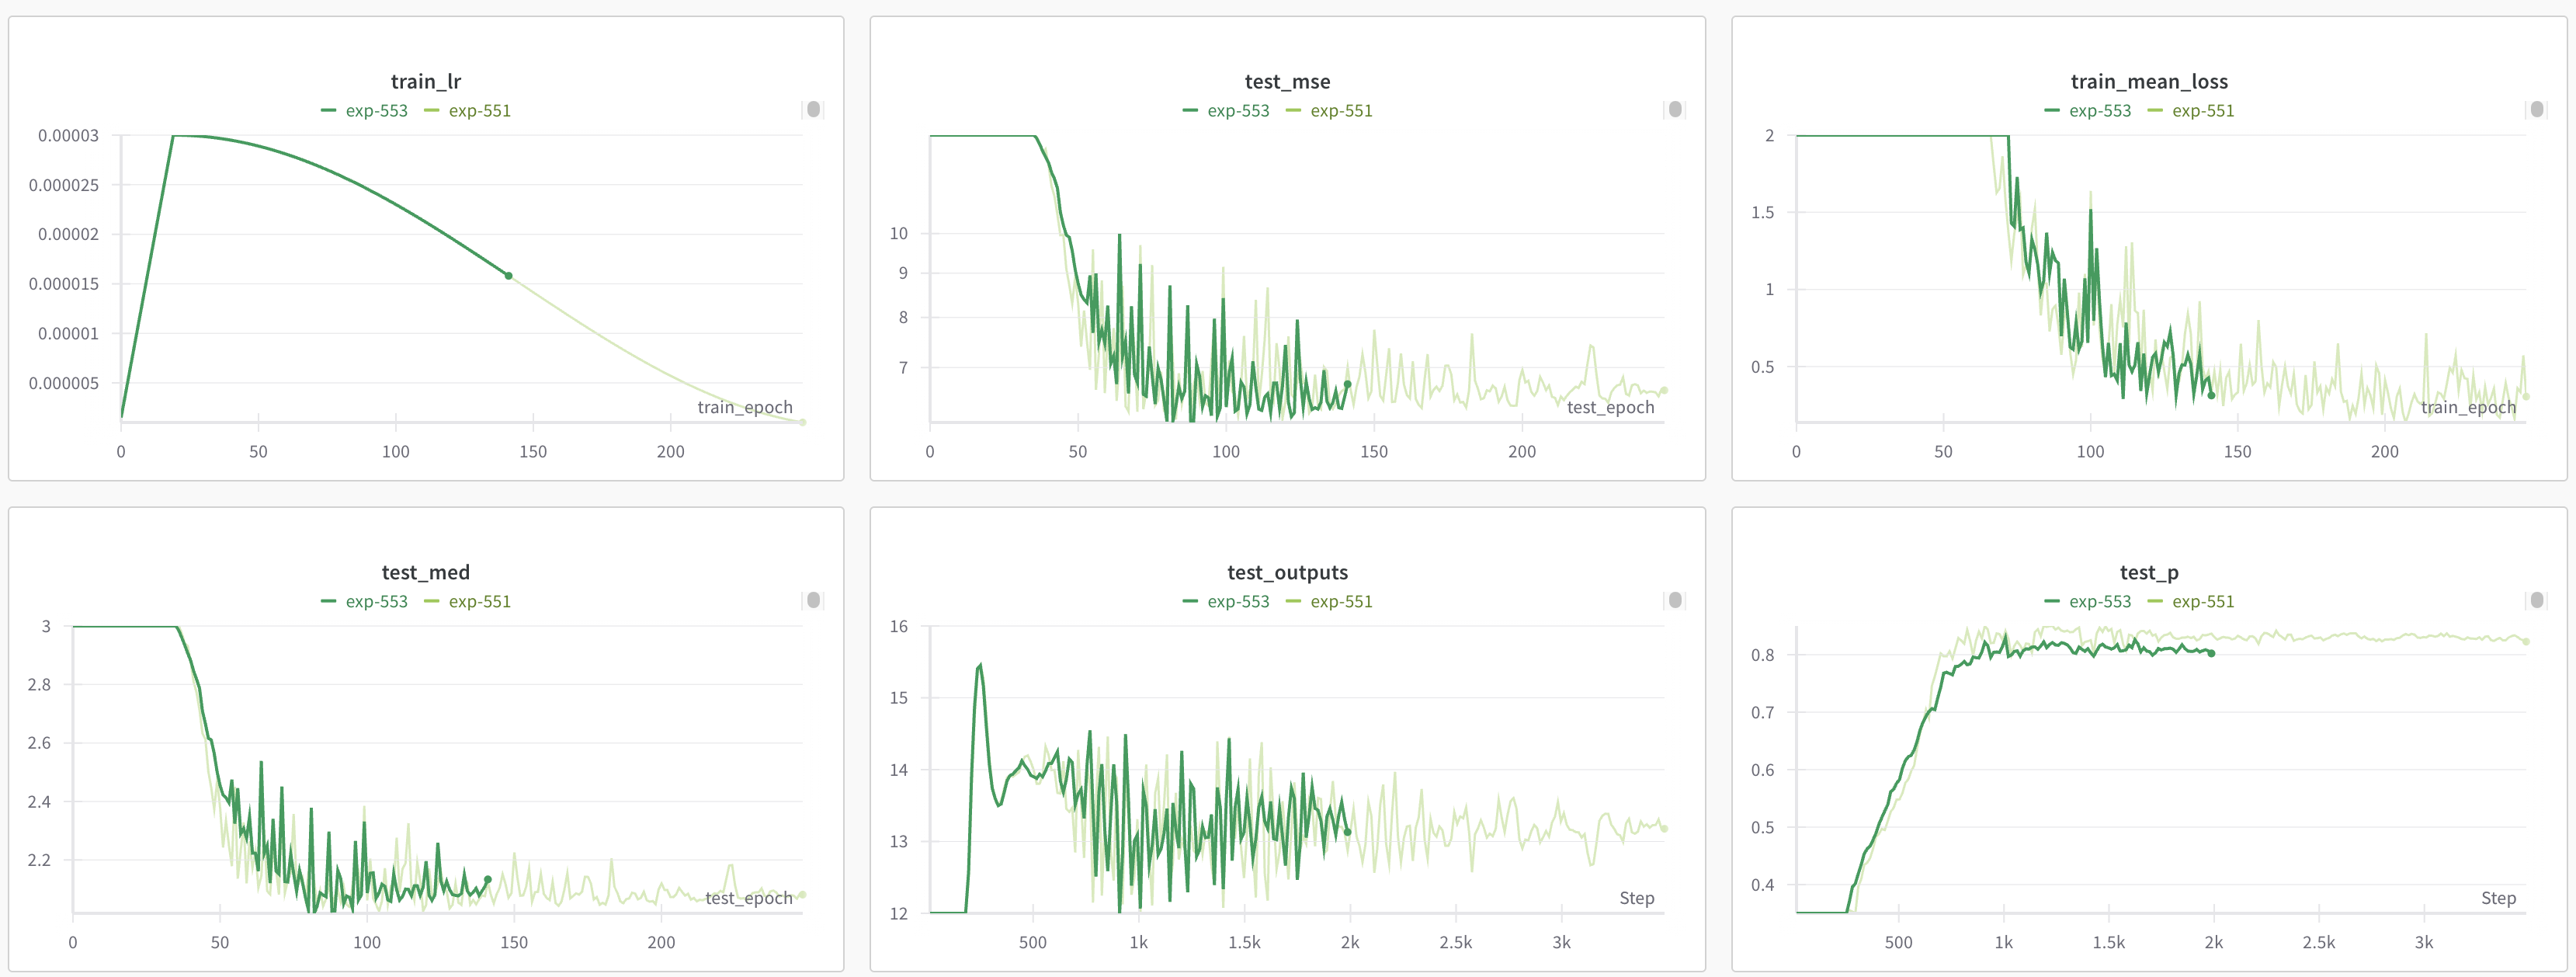 train_lr
exp-553 exp-551
0.00003
0.000025
0.00002
0.000015
0.00001
0.000005
train_epoch
0 50 100 150 200
test_mse
exp-553 exp-551
10
9
8
7
test_epoch
0 50 100 150 200
train_mean_loss
exp-553 exp-551
2
1.5
1
0.5
train_epoch
0 50 100 150 200
test_med
exp-553 exp-551
3
2.8
2.6
2.4
2.2
test_epoch
0 50 100 150 200
test_outputs
exp-553 exp-551
16
15
14
13
12
Step
500 1k 1.5k 2k 2.5k 3k
test_p
exp-553 exp-551
0.8
0.7
0.6
0.5
0.4
Step
500 1k 1.5k 2k 2.5k 3k